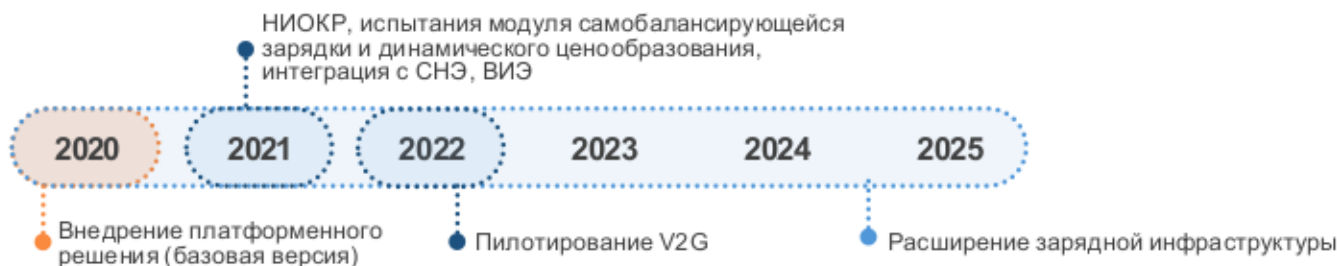 НИОКР, испытания модуля самобалансирующейся
зарядки и динамического ценообразования,
интеграция с СНЭ, ВИЭ
2020 2021 2022 2023 2024 2025
Внедрение платформенного
решения (базовая версия)
Пилотирование V2G
Расширение зарядной инфраструктуры